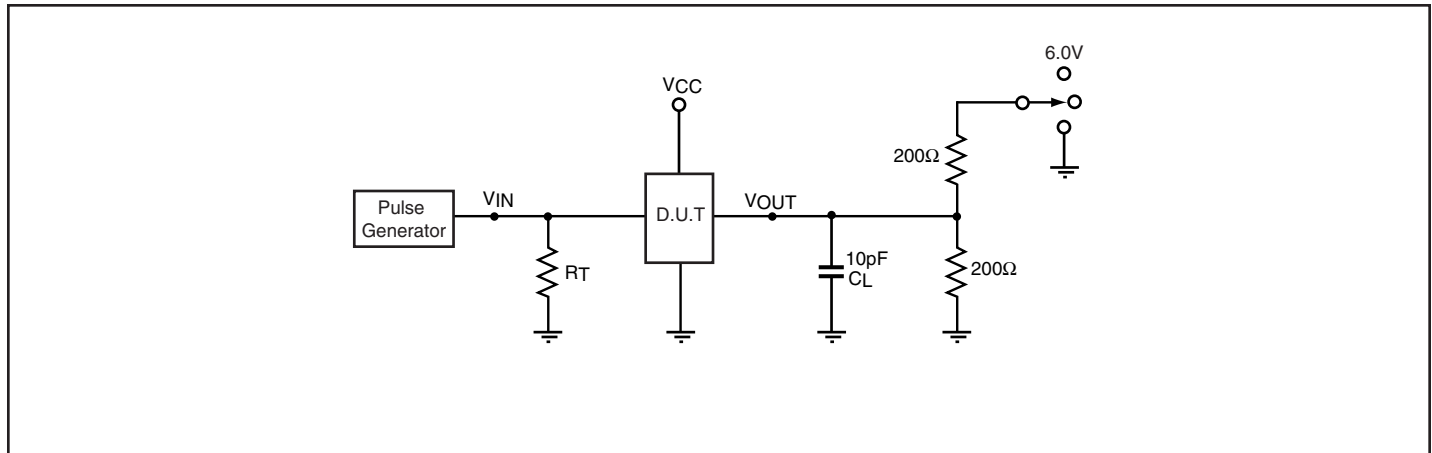 6.0V
VCC
200Ω
Pulse
Generator
VIN
D.U.T
VOUT
RT
10pF
CL
200Ω